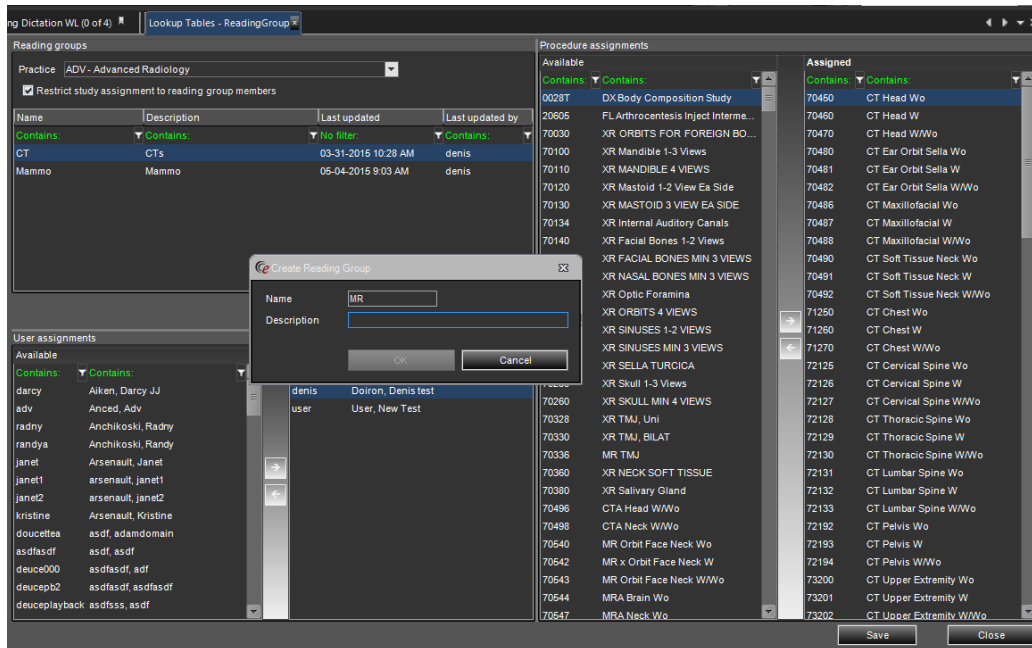 ng Dictation WL (0 of 4) Lookup Tables - ReadingGroup
Reading groups
Practice ADV - Advanced Radiology
Restrict study assignment to reading group members
Name Description Last updated Last updated by
Contains: Contains: No filter: Contains:
CT CTs 03-31-2015 10:28 AM denis
Mammo Mammo 05-04-2015 9:03 AM denis
Create Reading Group
Name MR
Description
OK Cancel
User assignments
Available
Contains: Contains:
darcy Aiken, Darcy JJ
adv Anced, Adv
radny Anchikoski, Radny
randya Anchikoski, Randy
janet Arsenault, Janet
janet1 arsenault, janet1
janet2 arsenault, janet2
kristine Arsenault, Kristine
doucettea asdf, adamdomain
asdfasdf asdf, asdf
deuce000 asdfasdf, adf
deucepb2 asdfasdf, asdfasdf
deuceplayback asdfsss, asdf
denis Doiron, Denis test
user User, New Test
Procedure assignments
Available
Contains: Contains:
0028T DX Body Composition Study
20605 FL Arthrocentesis Inject Interme...
70030 XR ORBITS FOR FOREIGN BO...
70100 XR Mandible 1-3 Views
70110 XR MANDIBLE 4 VIEWS
70120 XR Mastoid 1-2 View Ea Side
70130 XR MASTOID 3 VIEW EA SIDE
70134 XR Internal Auditory Canals
70140 XR Facial Bones 1-2 Views
XR FACIAL BONES MIN 3 VIEWS
XR NASAL BONES MIN 3 VIEWS
XR Optic Foramina
XR ORBITS 4 VIEWS
XR SINUSES 1-2 VIEWS
XR SINUSES MIN 3 VIEWS
XR SELLA TURCICA
XR Skull 1-3 Views
70260 XR SKULL MIN 4 VIEWS
70328 XR TMJ, Uni
70330 XR TMJ, BILAT
70336 MR TMJ
70360 XR NECK SOFT TISSUE
70380 XR Salivary Gland
70496 CTA Head W/Wo
70498 CTA Neck W/Wo
70540 MR Orbit Face Neck Wo
70542 MR x Orbit Face Neck W
70543 MR Orbit Face Neck W/Wo
70544 MRA Brain Wo
70547 MRA Neck Wo
Assigned
Contains: Contains:
70450 CT Head Wo
70460 CT Head W
70470 CT Head W/Wo
70480 CT Ear Orbit Sella Wo
70481 CT Ear Orbit Sella W
70482 CT Ear Orbit Sella W/Wo
70486 CT Maxillofacial Wo
70487 CT Maxillofacial W
70488 CT Maxillofacial W/Wo
70490 CT Soft Tissue Neck Wo
70491 CT Soft Tissue Neck W
70492 CT Soft Tissue Neck W/Wo
71250 CT Chest Wo
71260 CT Chest W
71270 CT Chest W/Wo
72125 CT Cervical Spine Wo
72126 CT Cervical Spine W
72127 CT Cervical Spine W/Wo
72128 CT Thoracic Spine Wo
72129 CT Thoracic Spine W
72130 CT Thoracic Spine W/Wo
72131 CT Lumbar Spine Wo
72132 CT Lumbar Spine W
72133 CT Lumbar Spine W/Wo
72192 CT Pelvis Wo
72193 CT Pelvis W
72194 CT Pelvis W/Wo
73200 CT Upper Extremity Wo
73201 CT Upper Extremity W
73202 CT Upper Extremity W/Wo
Save Close